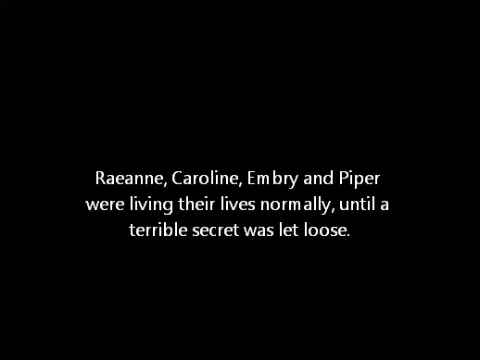 Raeanne, Caroline, Embry and Piper
were living their lives normally, until a
terrible secret was let loose.